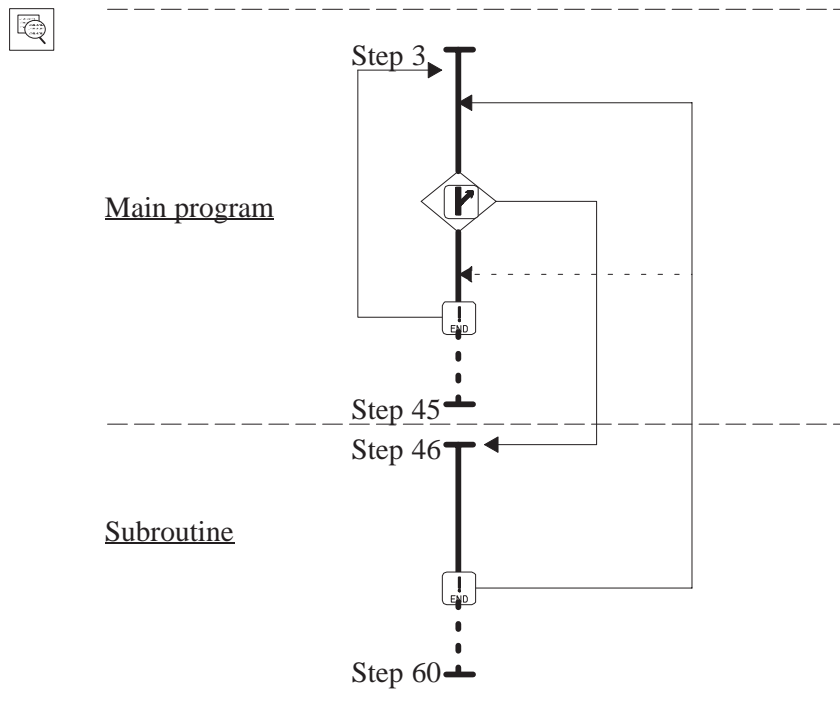 Step 3
Main program
END
Step 45
Step 46
Subroutine
END
Step 60